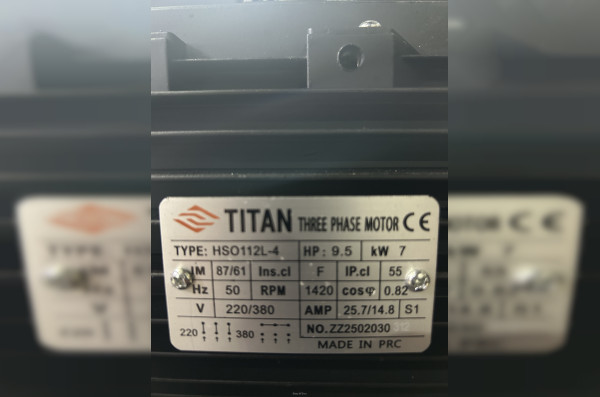 TITAN THREE PHASE MOTOR CE
TYPE: HSO112L-4 HP: 9.5 kW 7
IM 87/61 Ins.cl F IP.cl 55
Hz 50 RPM 1420 cosφ 0.82
V 220/380 AMP 25.7/14.8 S1
220 380 NO.ZZ2502030
MADE IN PRC